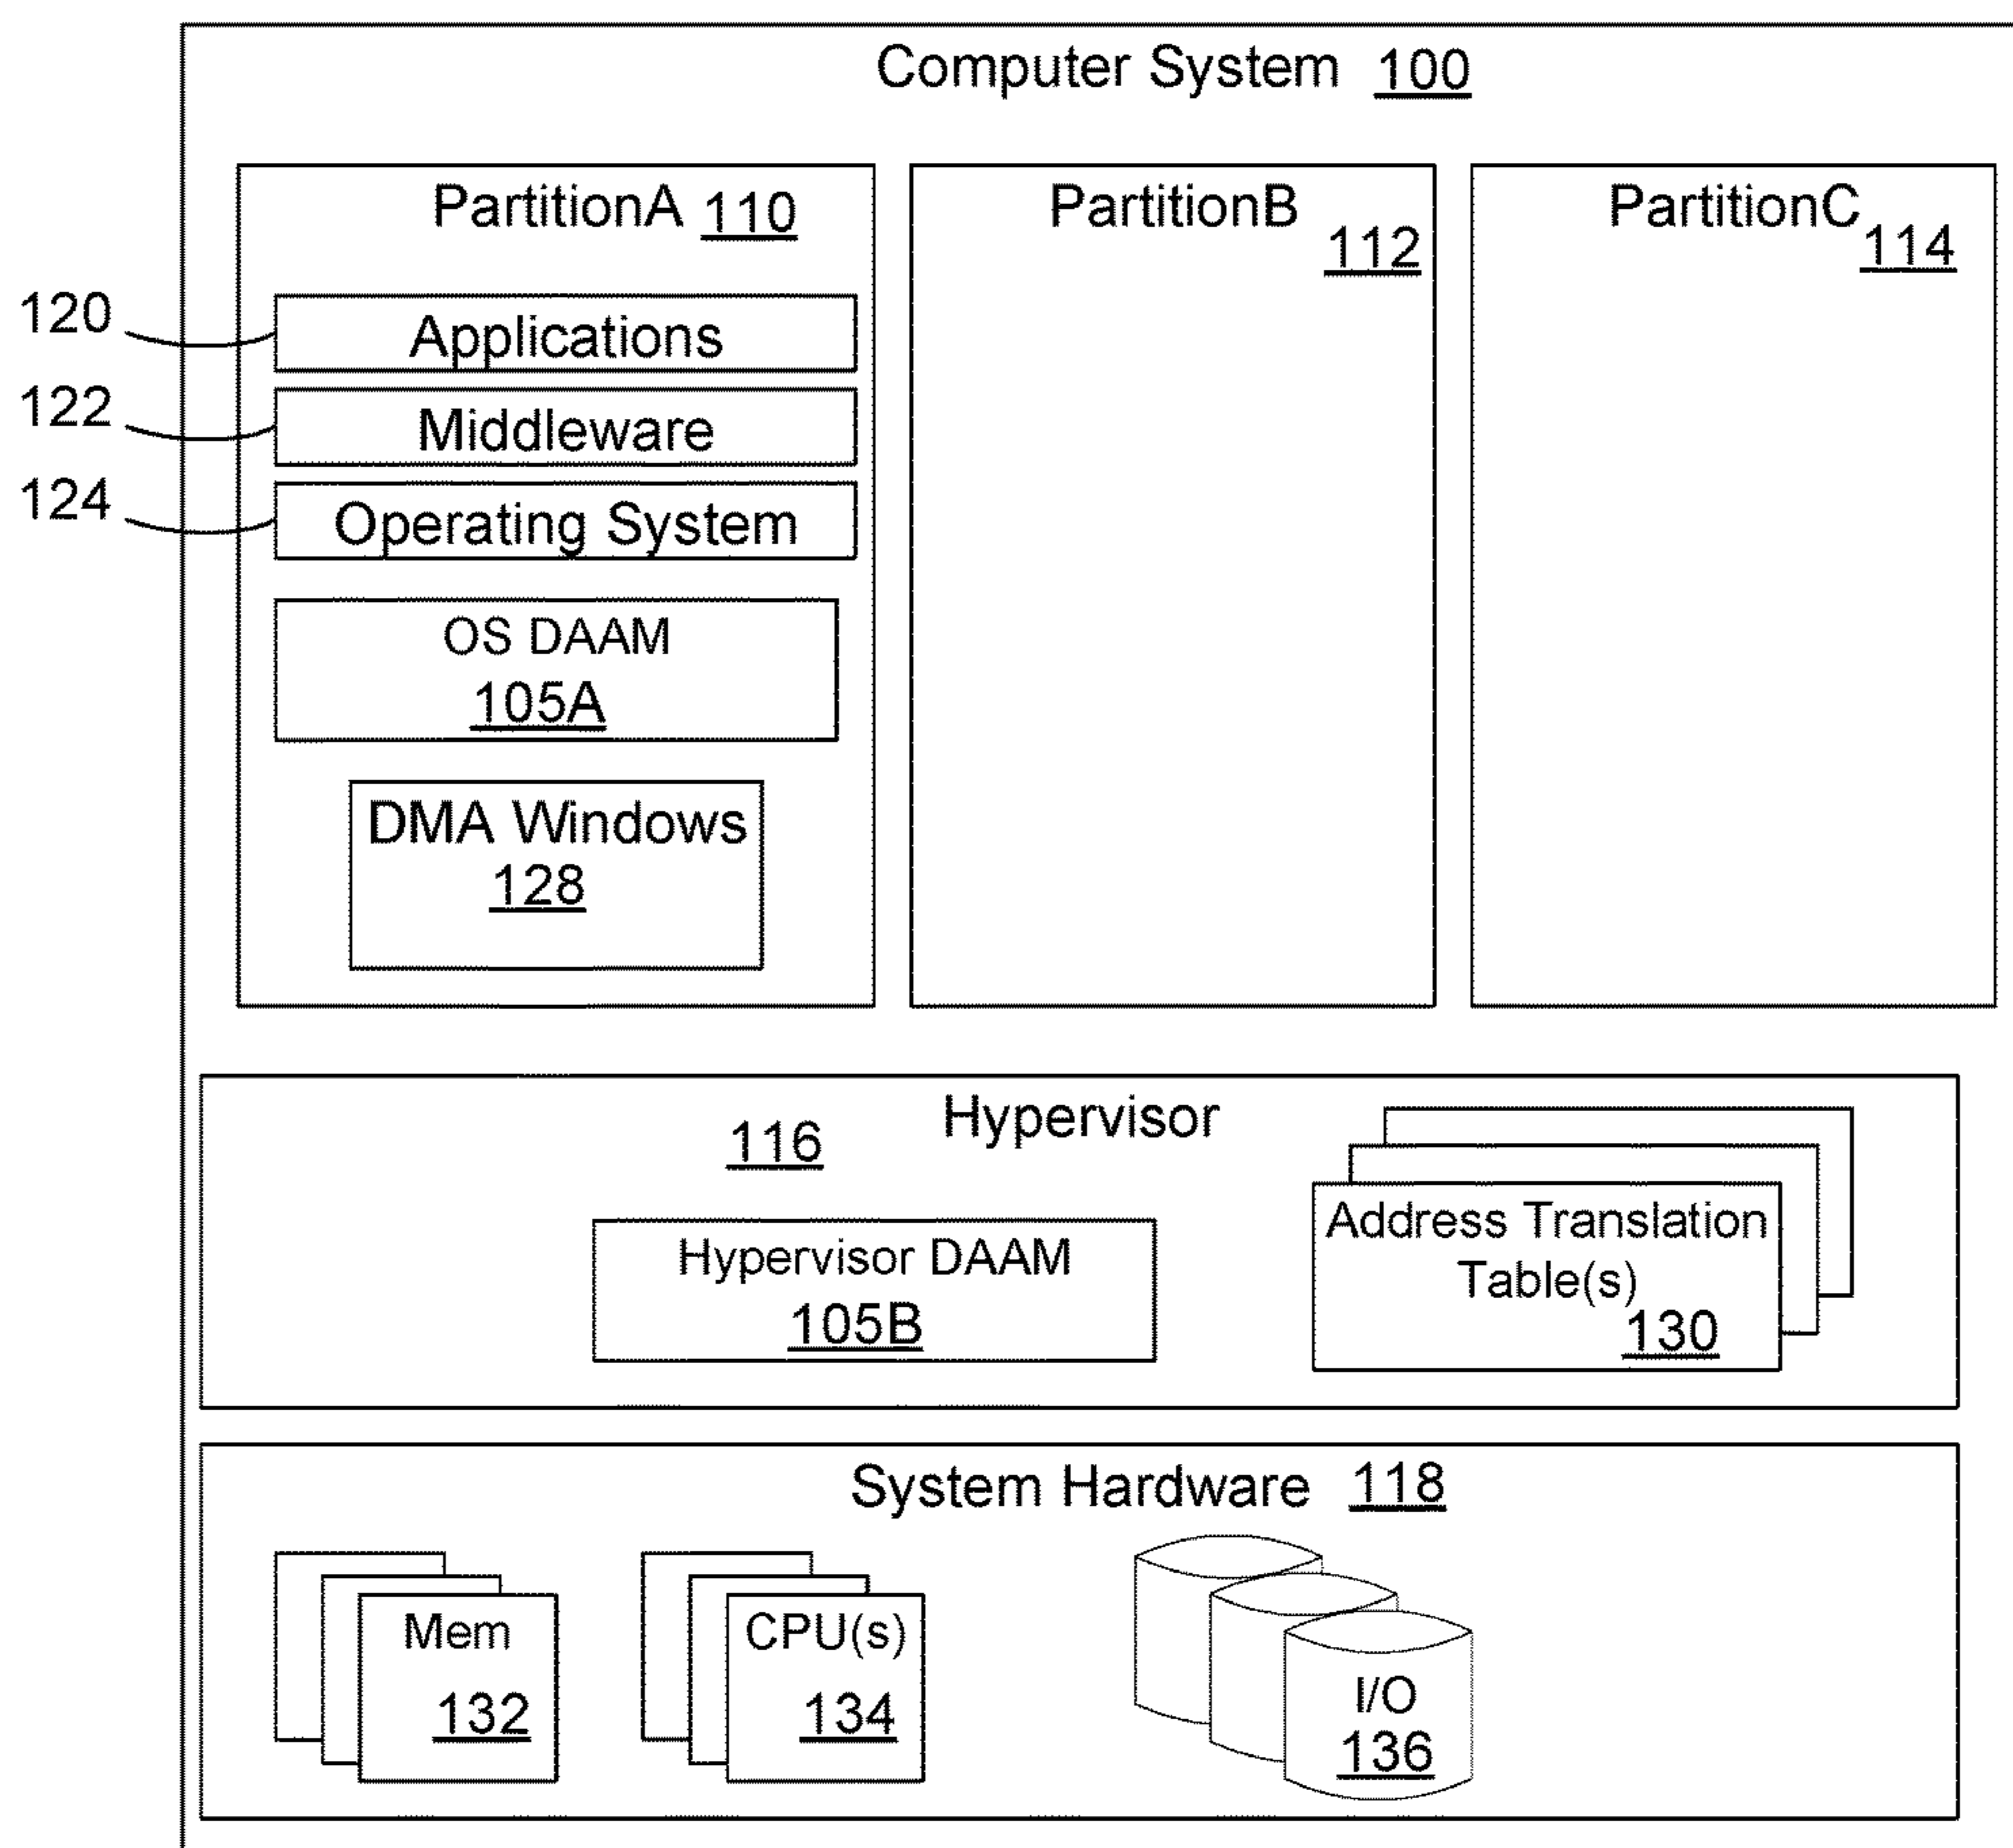 Computer System 100
PartitionA 110
PartitionB
112
PartitionC
114
120
Applications
122
Middleware
124
Operating System
OS DAAM
105A
DMA Windows
128
Hypervisor
116
Hypervisor DAAM
105B
Address Translation
Table(s)
130
System Hardware 118
Mem
132
CPU(s)
134
I/O
136